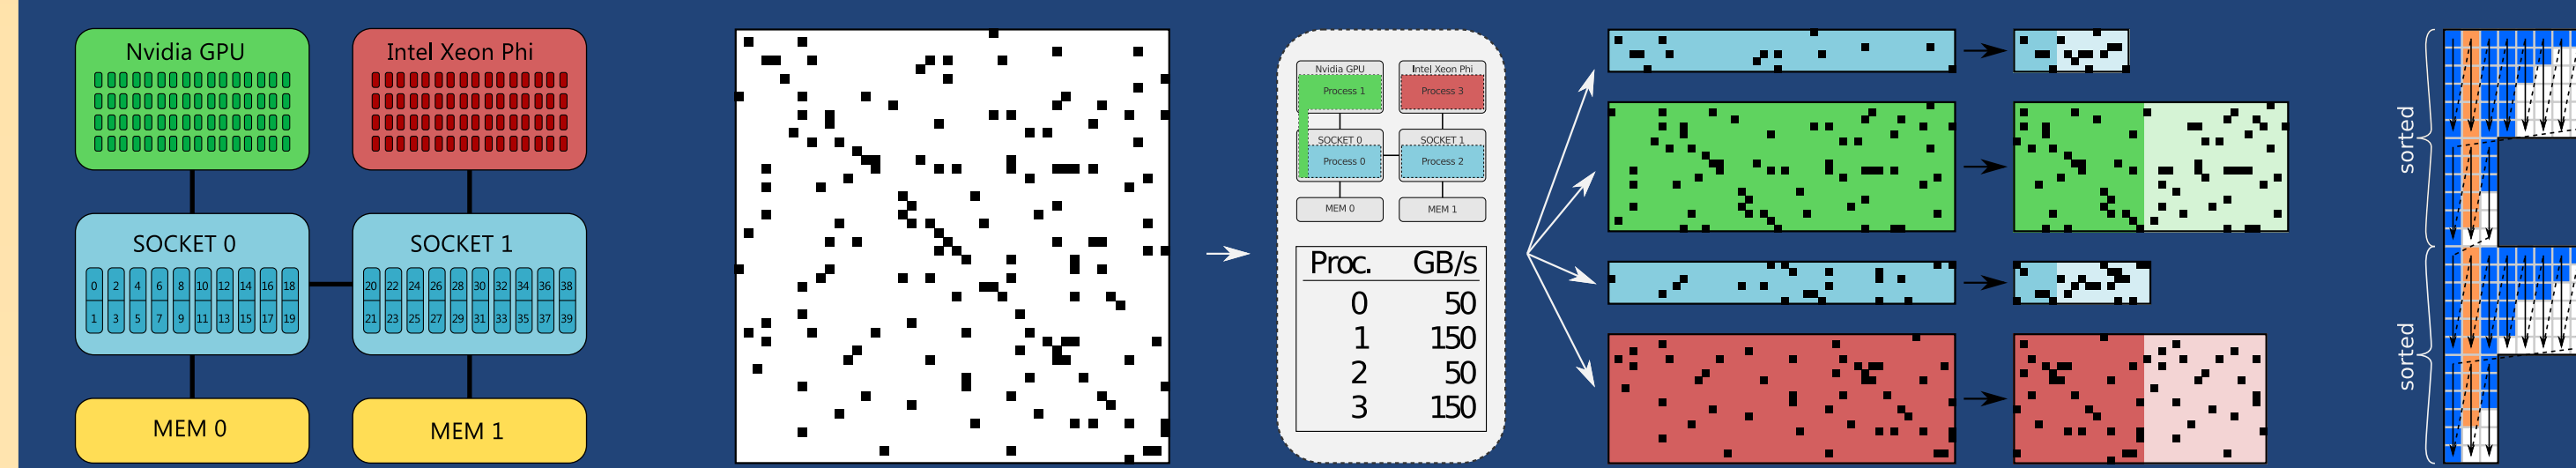 Nvidia GPU
Intel Xeon Phi
SOCKET 0
SOCKET 1
0 2 4 6 8 10 12 14 16 18
1 3 5 7 9 11 13 15 17 19
20 22 24 26 28 30 32 34 36 38
21 23 25 27 29 31 33 35 37 39
MEM 0
MEM 1
Nvidia GPU
Intel Xeon Phi
Process 1
Process 3
SOCKET 0
SOCKET 1
Process 0
Process 2
MEM 0
MEM 1
Proc. GB/s
0 50
1 150
2 50
3 150
sorted
sorted